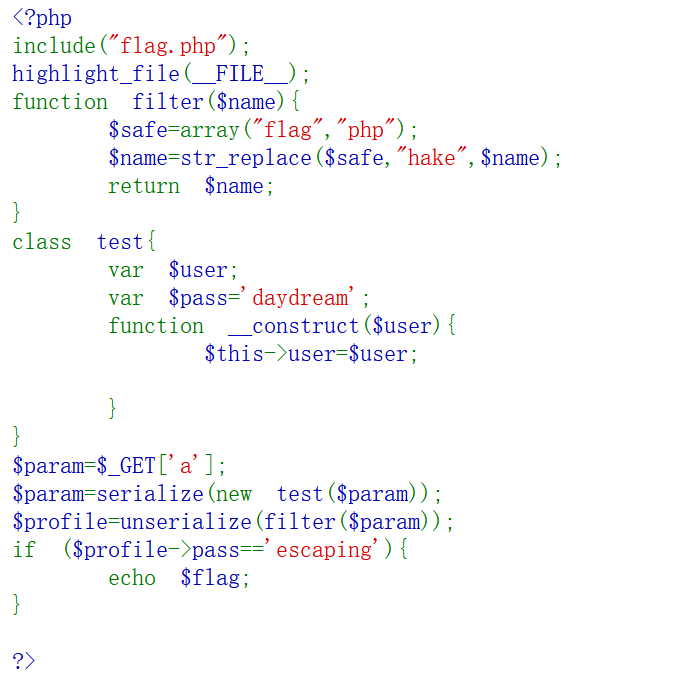 <?php
include("flag.php");
highlight_file(__FILE__);
function filter($name){
        $safe=array("flag","php");
        $name=str_replace($safe,"hake",$name);
        return $name;
}
class test{
        var $user;
        var $pass='daydream';
        function __construct($user){
                $this->user=$user;
        }
}
$param=$_GET['a'];
$param=serialize(new test($param));
$profile=unserialize(filter($param));
if ($profile->pass=='escaping'){
        echo $flag;
}
?>